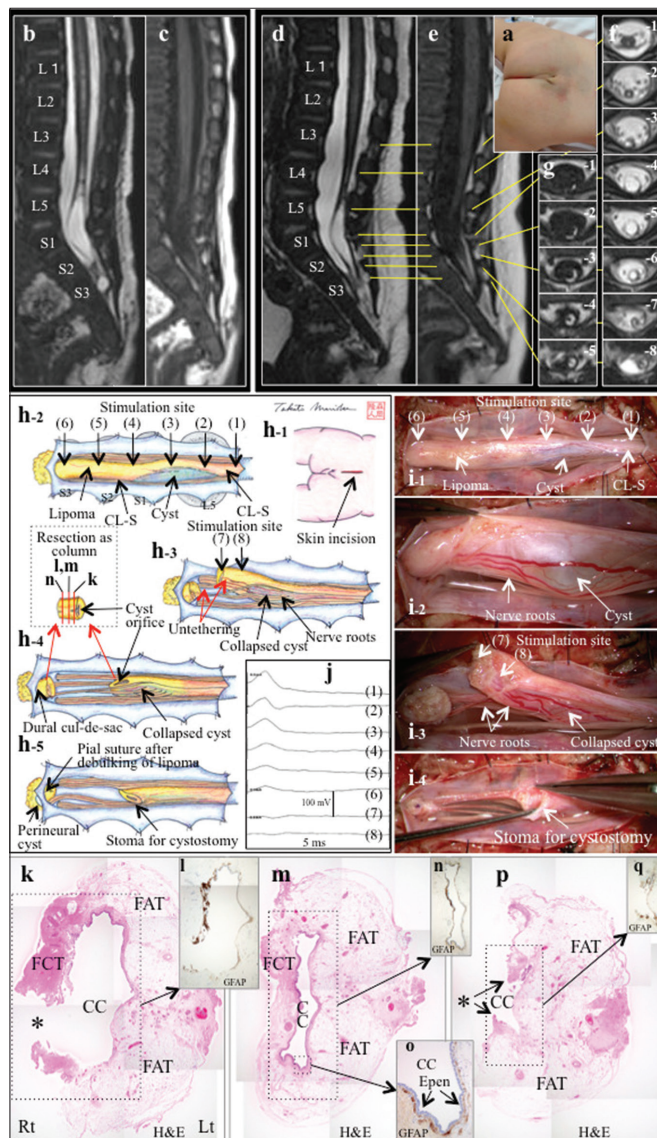 b
c
d
e
a
f
L1
L2
L3
L4
L5
S1
S2
S3
L1
L2
L3
L4
L5
S1
S2
S3
g
-1
-2
-3
-4
-5
-1
-2
-3
-4
-5
-6
-7
-8
h-2
Stimulation site
(6) (5) (4) (3) (2) (1)
S3 S2 S1 L5
Lipoma
CL-S
Cyst
CL-S
h-1
Skin incision
Resection as
column
l,m
n k
Cyst
orifice
h-3
Stimulation site
(7) (8)
Untethering
Collapsed cyst
Nerve roots
h-4
Dural cul-de-sac
Collapsed cyst
h-5
Pial suture after
debulking of lipoma
Perineural
cyst
Stoma for cystostomy
j
(1)
(2)
(3)
(4)
(5)
(6)
100 mV
(7)
(8)
5 ms
Stimulation site
(6) (5) (4) (3) (2) (1)
Lipoma
Cyst
CL-S
i-1
Nerve roots
Cyst
i-2
(7) Stimulation site
(8)
Nerve roots
Collapsed cyst
i-3
i-4
Stoma for cystostomy
k
FAT
FCT
CC
*
FAT
Rt
H&E
Lt
l
GFAP
m
FAT
FCT
CC
FAT
H&E
n
GFAP
o
CC
Epen
GFAP
p
FAT
*
CC
FAT
H&E
q
GFAP